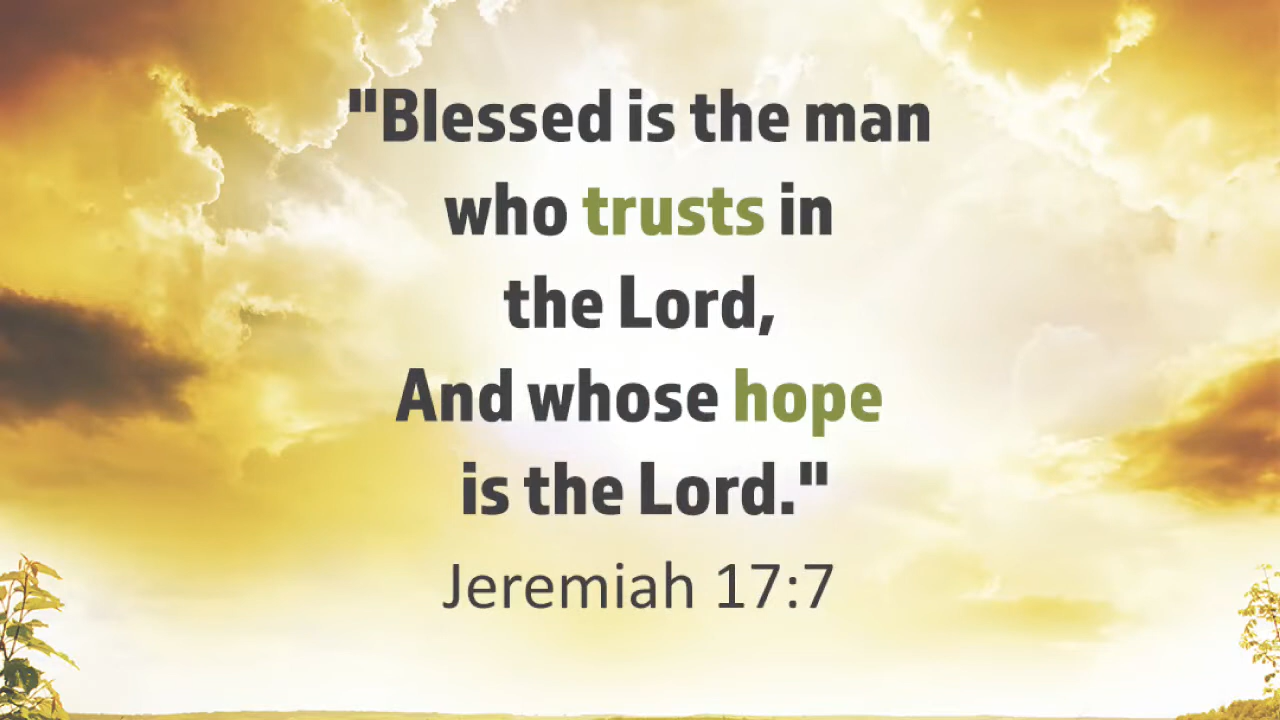 "Blessed is the man
who trusts in
the Lord,
And whose hope
is the Lord."
Jeremiah 17:7